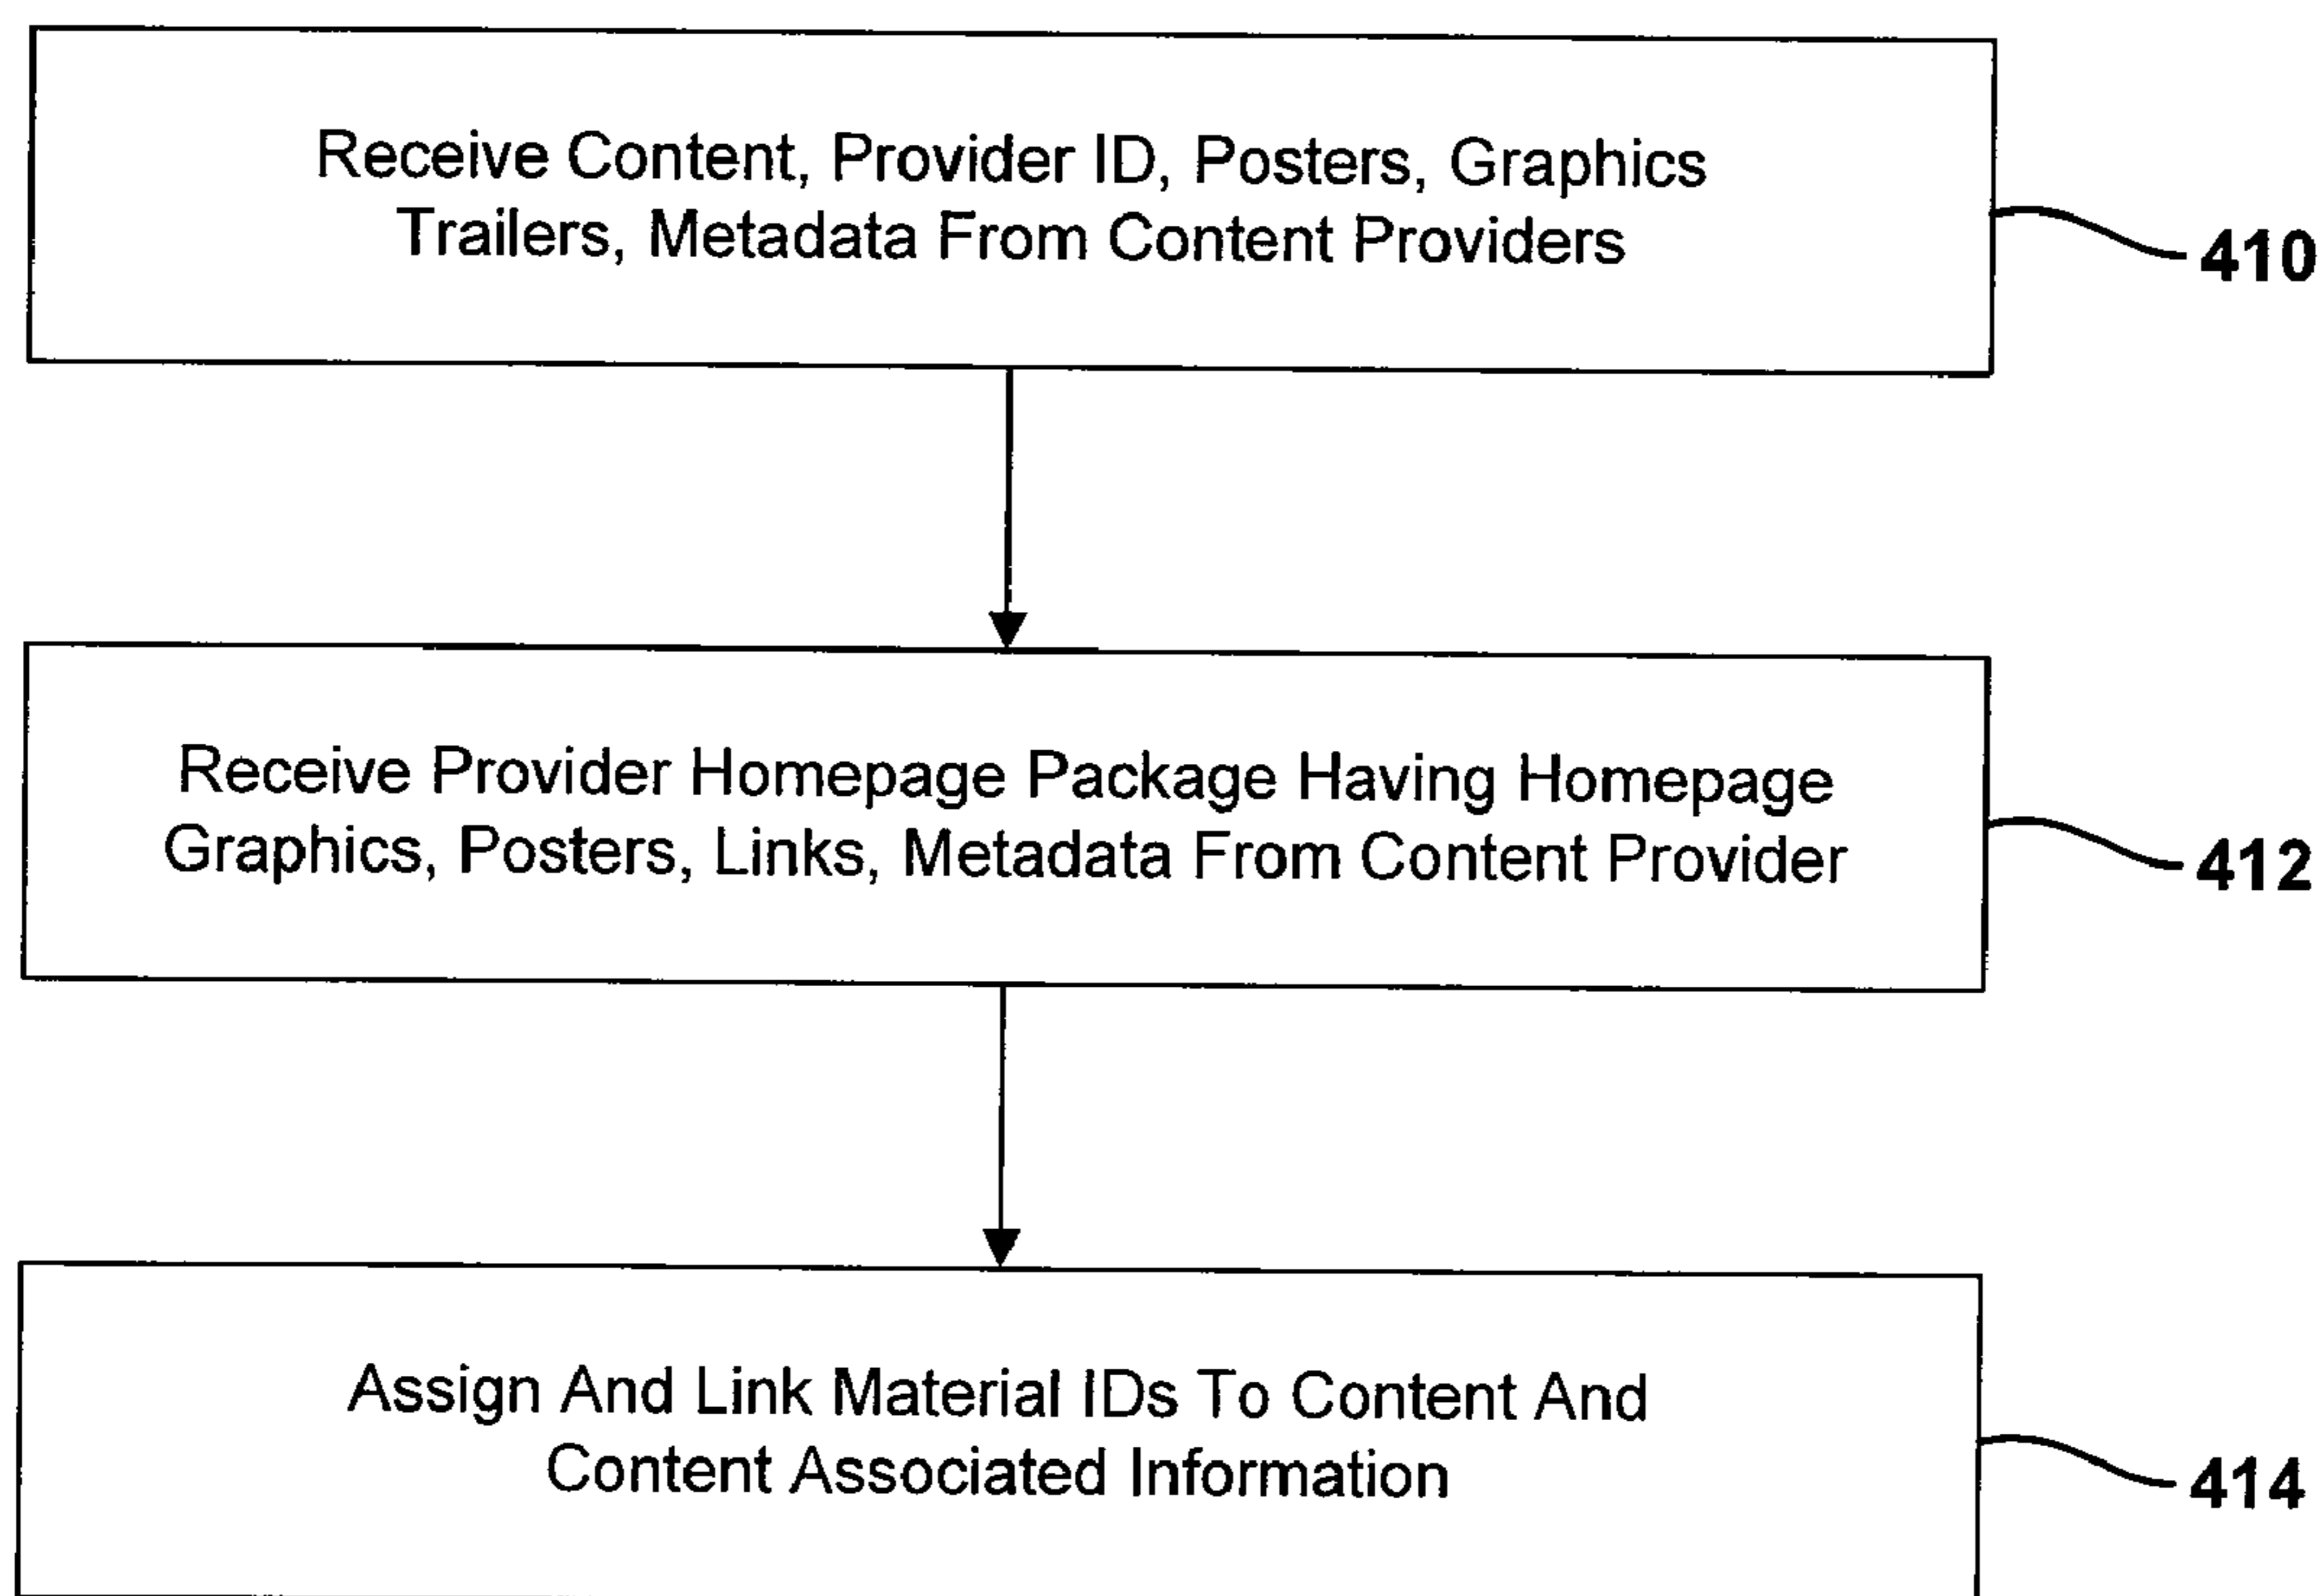 Receive Content, Provider ID, Posters, Graphics
Trailers, Metadata From Content Providers
410
Receive Provider Homepage Package Having Homepage
Graphics, Posters, Links, Metadata From Content Provider
412
Assign And Link Material IDs To Content And
Content Associated Information
414